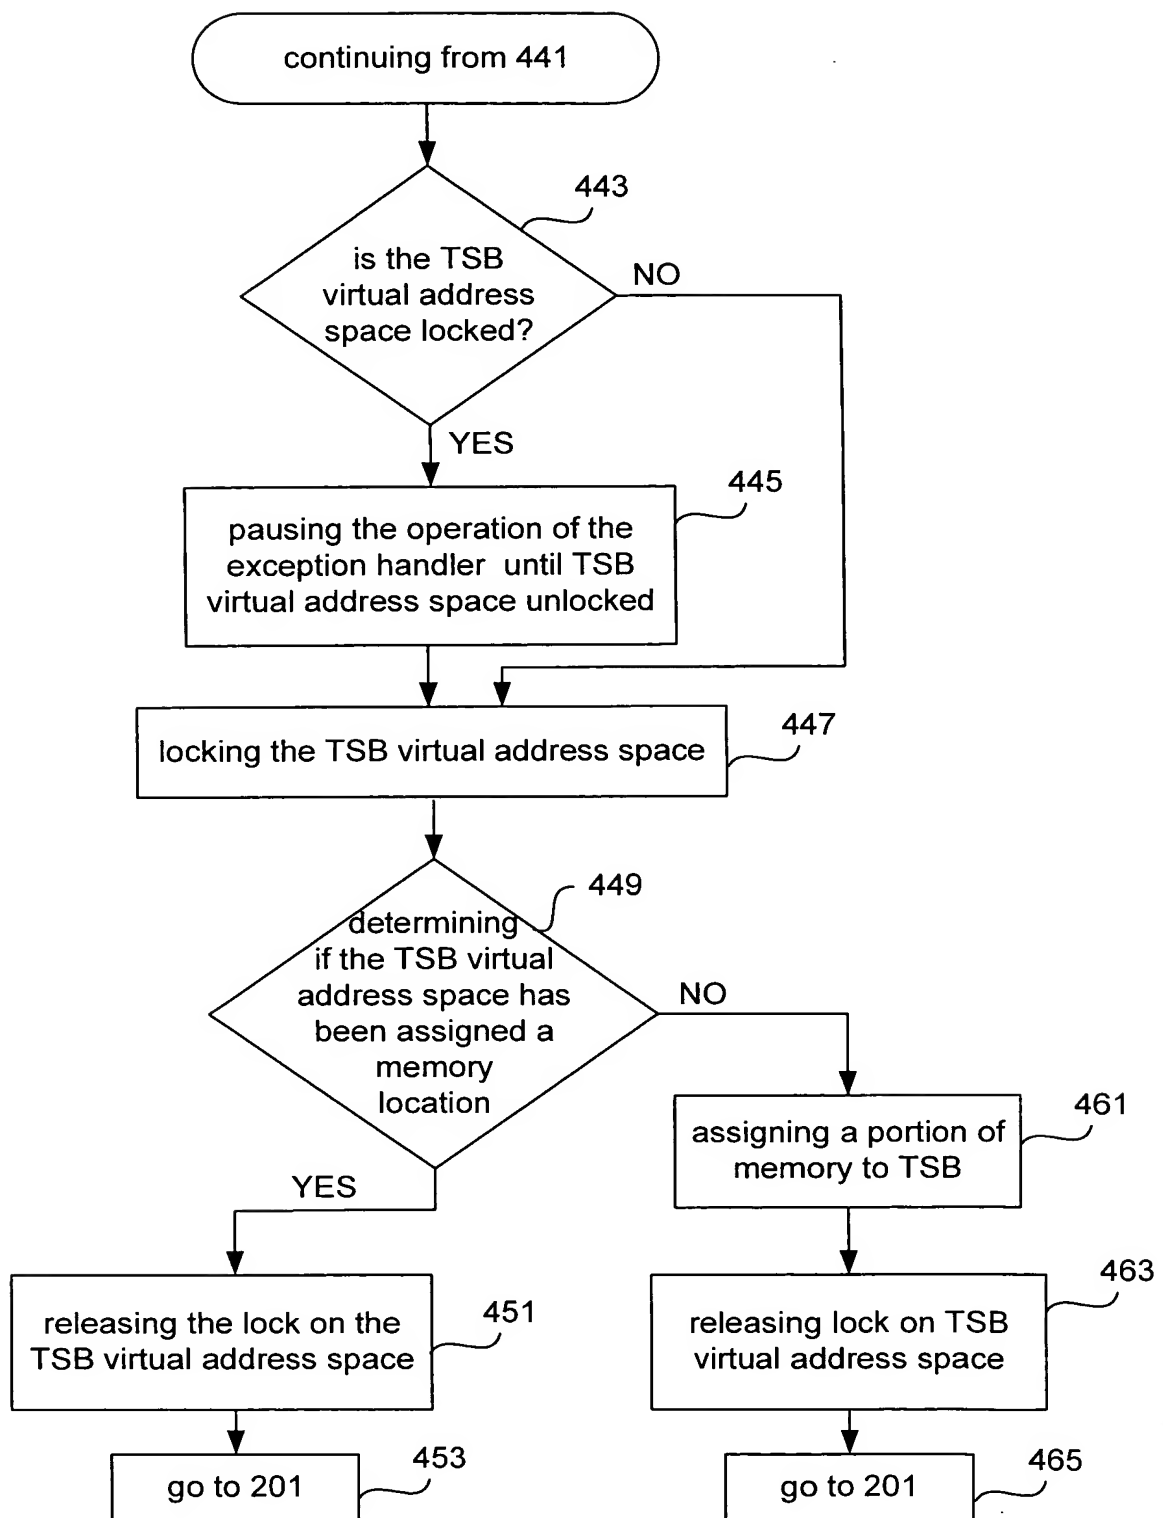 continuing from 441
443
is the TSB
virtual address
space locked?
NO
YES
445
pausing the operation of the
exception handler until TSB
virtual address space unlocked
447
locking the TSB virtual address space
449
determining
if the TSB virtual
address space has
been assigned a
memory
location
NO
YES
461
assigning a portion of
memory to TSB
451
releasing the lock on the
TSB virtual address space
463
releasing lock on TSB
virtual address space
453
go to 201
465
go to 201